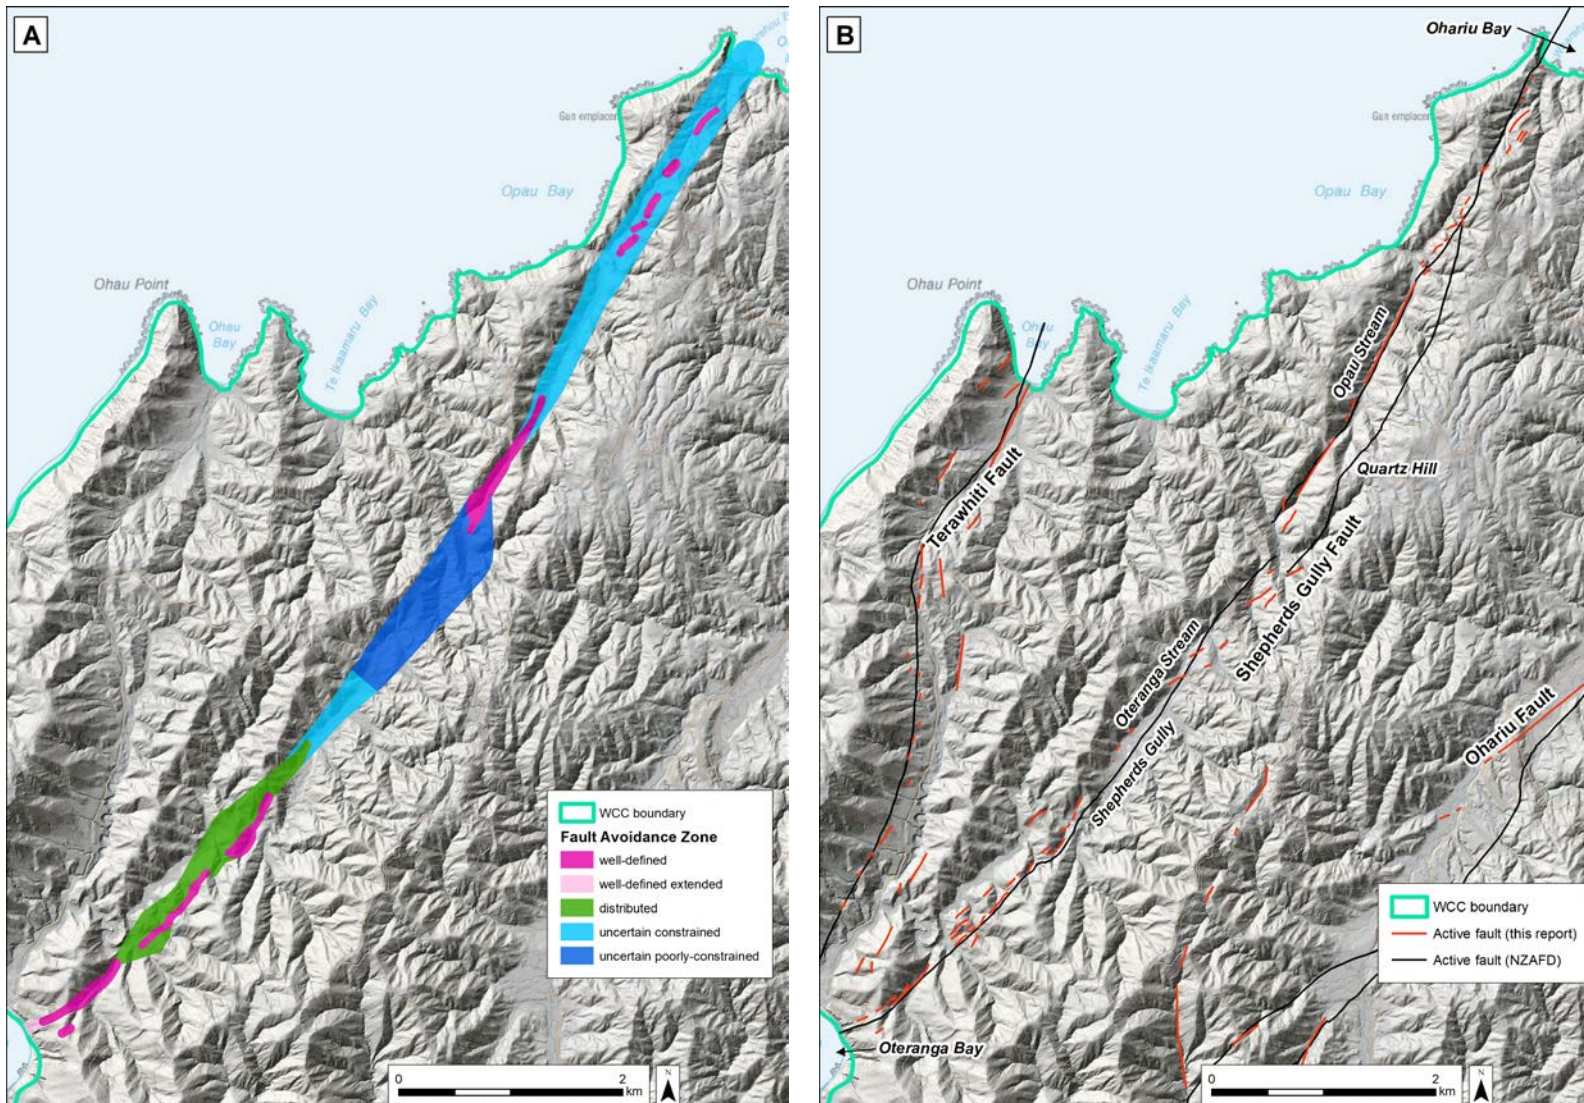 A
Gun emplacer
Opau Bay
Ohau Point
Ohau
Bay
Te Ikaamaru Bay
WCC boundary
Fault Avoidance Zone
well-defined
well-defined extended
distributed
uncertain constrained
uncertain poorly-constrained
0
2
km
N
B
Ohariu Bay
Gun emplacer
Opau Bay
Ohau Point
Ohau
Bay
Te Ikaamaru Bay
Opau Stream
Quartz Hill
Terawhiti Fault
Shepherds Gully Fault
Oteranga Stream
Shepherds Gully
Ohariu Fault
WCC boundary
Active fault (this report)
Active fault (NZAFD)
Oteranga Bay
0
2
km
N